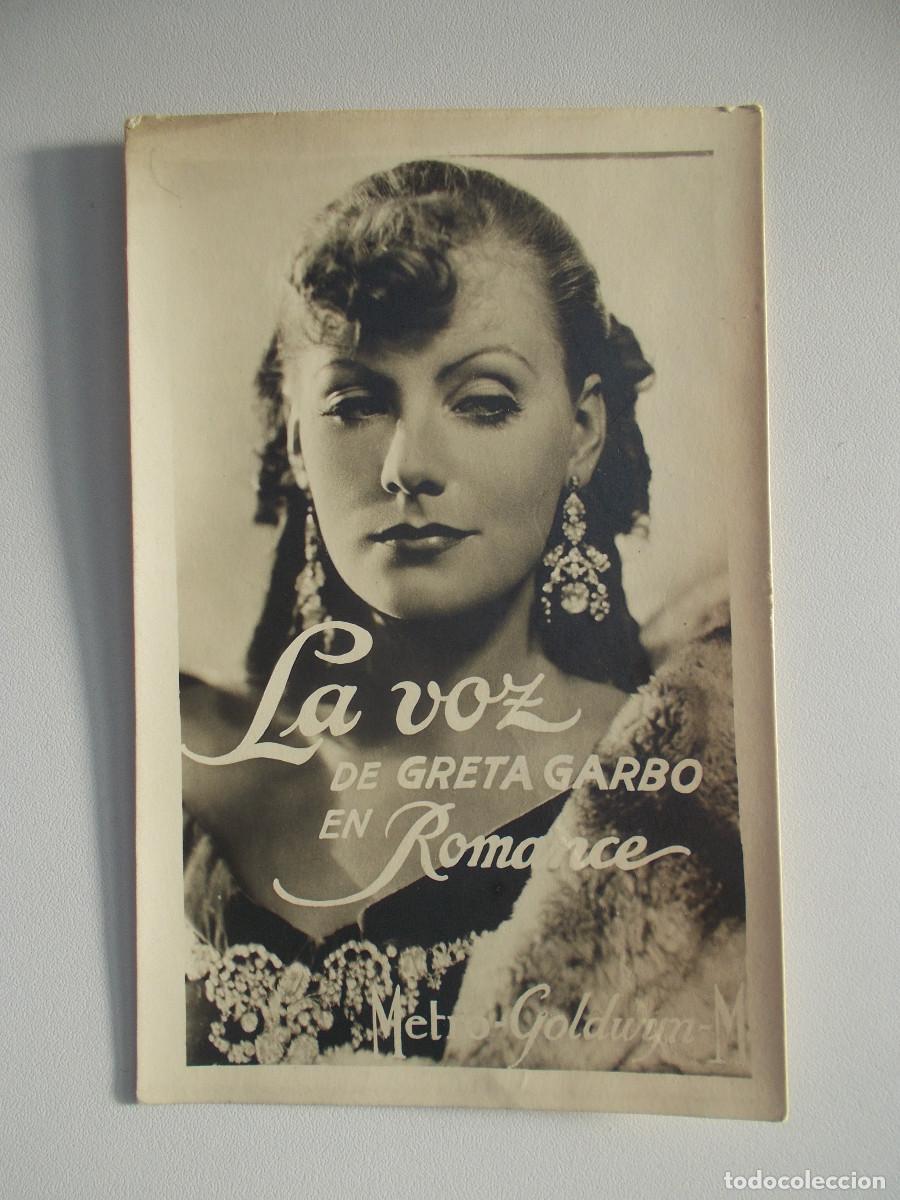 La voz
DE GRETA GARBO
EN Romance
Metro-Goldwyn-M
todocoleccion